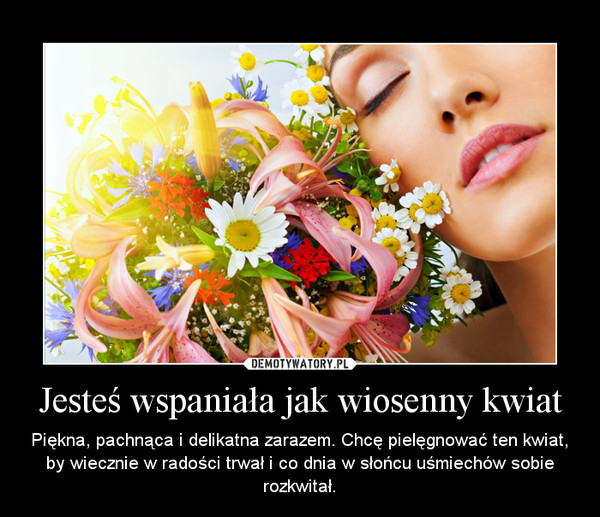 DEMOTYWATORY.PL
Jesteś wspaniała jak wiosenny kwiat
Piękna, pachnąca i delikatna zarazem. Chcę pielęgnować ten kwiat,
by wiecznie w radości trwał i co dnia w słońcu uśmiechów sobie
rozkwitał.